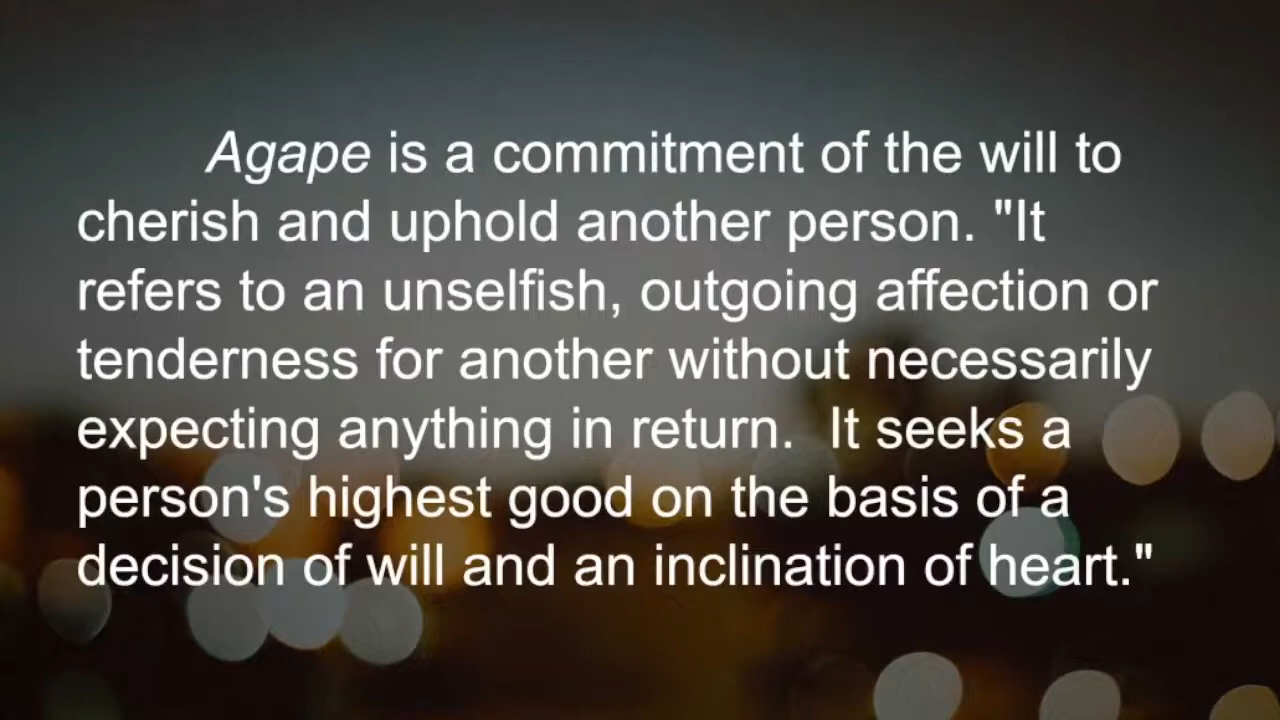 Agape is a commitment of the will to
cherish and uphold another person. "It
refers to an unselfish, outgoing affection or
tenderness for another without necessarily
expecting anything in return.  It seeks a
person's highest good on the basis of a
decision of will and an inclination of heart."